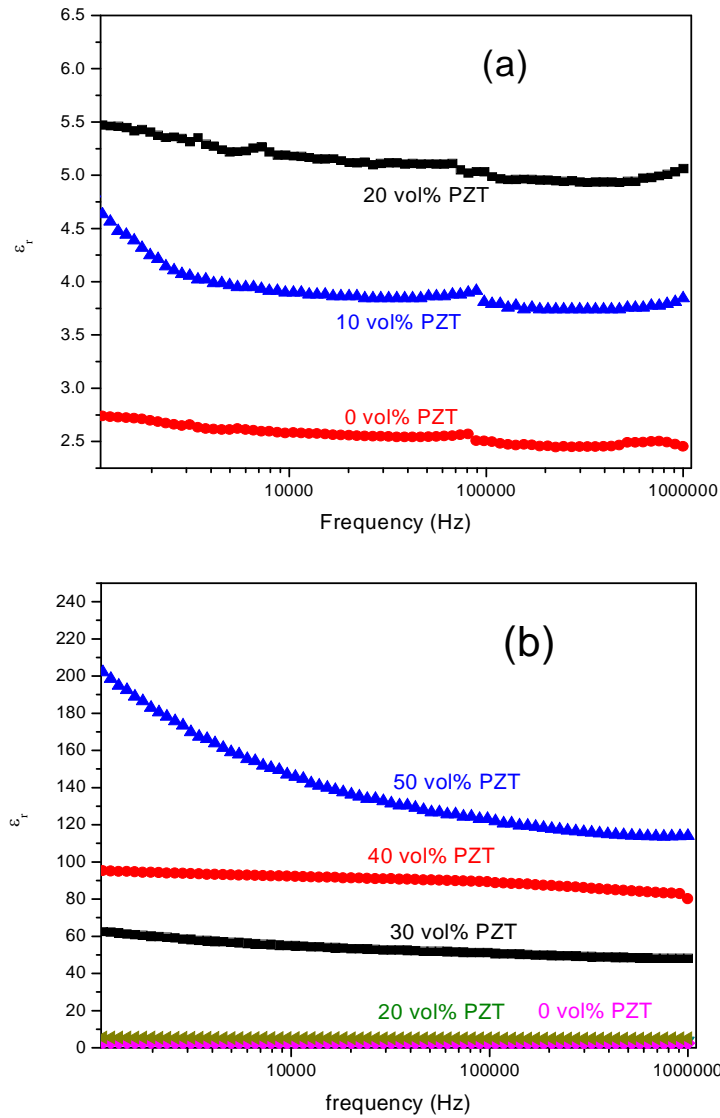 6.5
(a)
6.0
5.5
5.0
20 vol% PZT
4.5
εr
4.0
10 vol% PZT
3.5
3.0
0 vol% PZT
2.5
10000 100000 1000000
Frequency (Hz)
240
220
(b)
200
180
160
140
50 vol% PZT
120
εr
100
40 vol% PZT
80
60
30 vol% PZT
40
20
20 vol% PZT 0 vol% PZT
0
10000 100000 1000000
frequency (Hz)